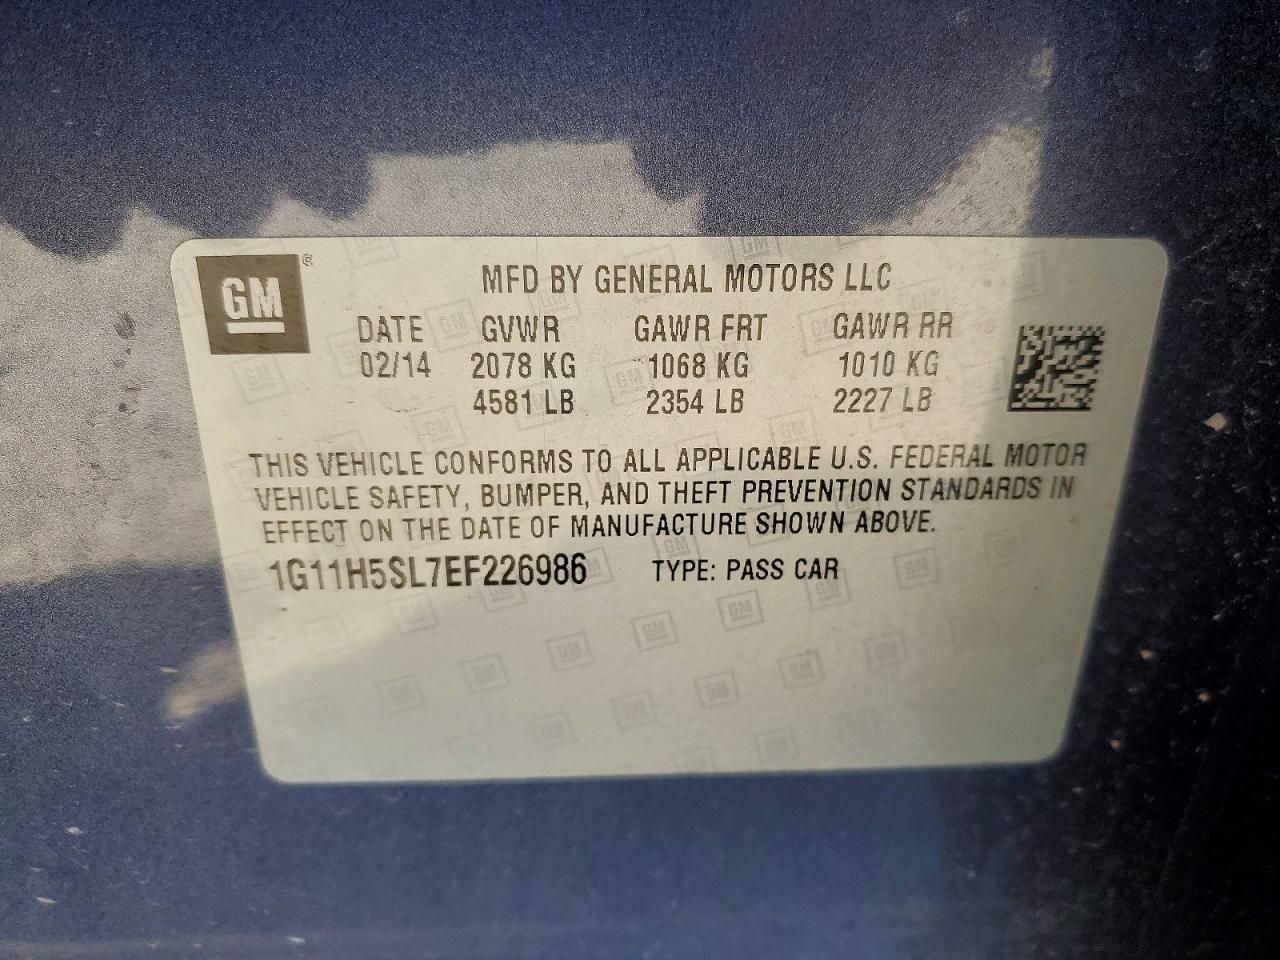 GM ®
MFD BY GENERAL MOTORS LLC
DATE GVWR GAWR FRT GAWR RR
02/14 2078 KG 1068 KG 1010 KG
4581 LB 2354 LB 2227 LB
THIS VEHICLE CONFORMS TO ALL APPLICABLE U.S. FEDERAL MOTOR
VEHICLE SAFETY, BUMPER, AND THEFT PREVENTION STANDARDS IN
EFFECT ON THE DATE OF MANUFACTURE SHOWN ABOVE.
1G11H5SL7EF226986 TYPE: PASS CAR